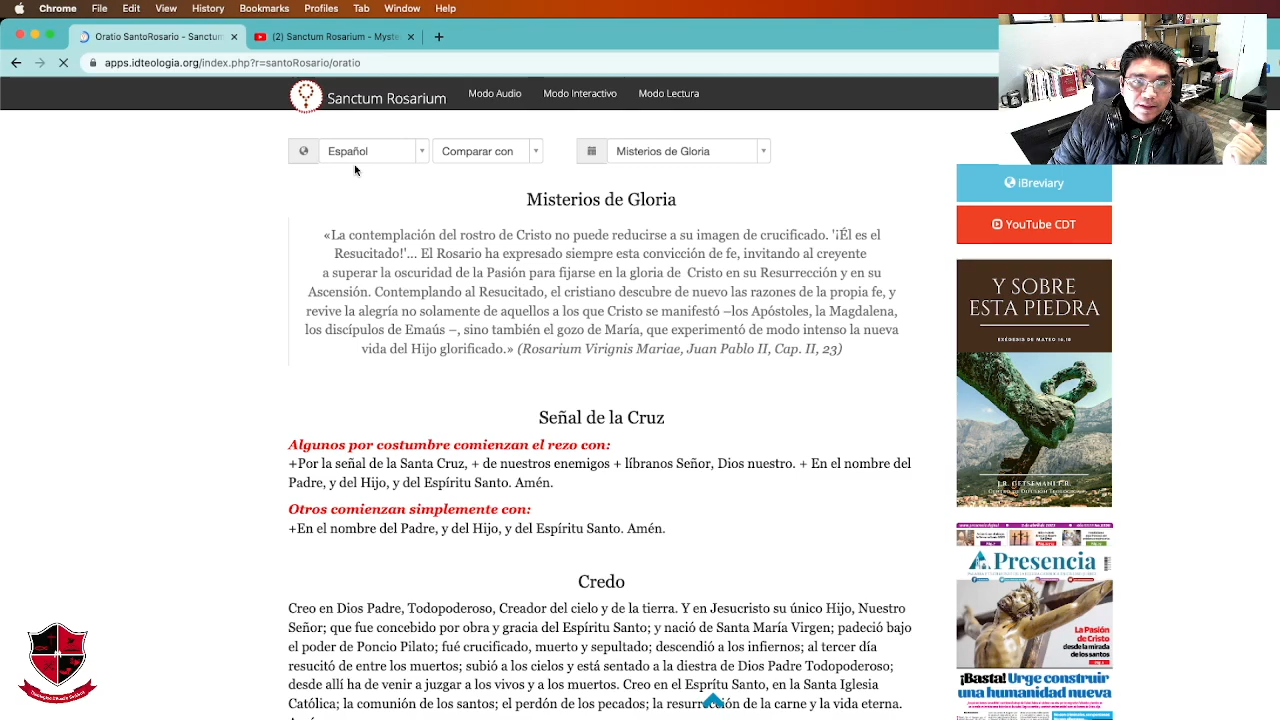 Chrome File Edit View History Bookmarks Profiles Tab Window Help
Oratio SantoRosario - Sanctum
(2) Sanctum Rosarium - Myste
apps.idteologia.org/index.php?r=santoRosario/oratio
Sanctum Rosarium
Modo Audio
Modo Interactivo
Modo Lectura
Español
Comparar con
Misterios de Gloria
Misterios de Gloria
«La contemplación del rostro de Cristo no puede reducirse a su imagen de crucificado. '¡Él es el
Resucitado!'... El Rosario ha expresado siempre esta convicción de fe, invitando al creyente
a superar la oscuridad de la Pasión para fijarse en la gloria de Cristo en su Resurrección y en su
Ascensión. Contemplando al Resucitado, el cristiano descubre de nuevo las razones de la propia fe, y
revive la alegría no solamente de aquellos a los que Cristo se manifestó –los Apóstoles, la Magdalena,
los discípulos de Emaús –, sino también el gozo de María, que experimentó de modo intenso la nueva
vida del Hijo glorificado.» (Rosarium Virignis Mariae, Juan Pablo II, Cap. II, 23)
Señal de la Cruz
Algunos por costumbre comienzan el rezo con:
+Por la señal de la Santa Cruz, + de nuestros enemigos + líbranos Señor, Dios nuestro. + En el nombre del
Padre, y del Hijo, y del Espíritu Santo. Amén.
Otros comienzan simplemente con:
+En el nombre del Padre, y del Hijo, y del Espíritu Santo. Amén.
Credo
Creo en Dios Padre, Todopoderoso, Creador del cielo y de la tierra. Y en Jesucristo su único Hijo, Nuestro
Señor; que fue concebido por obra y gracia del Espíritu Santo y nació de Santa María Virgen; padeció bajo
el poder de Poncio Pilato; fué crucificado, muerto y sepultado; descendió a los infiernos; al tercer día
resucitó de entre los muertos; subió a los cielos y está sentado a la diestra de Dios Padre Todopoderoso;
desde allí ha de venir a juzgar a vivos y a los muertos. Creo en el Espíritu Santo en la Santa Iglesia
iBreviary
YouTube CDT
Y SOBRE
ESTA PIEDRA
EXÉGESIS DE MATEO 16,18
J.R. GETSEMANÍ R.
Presencia
La Pasión
de Cristo
desde la mirada
de los santos
¡Basta! Urge construir
una humanidad nueva